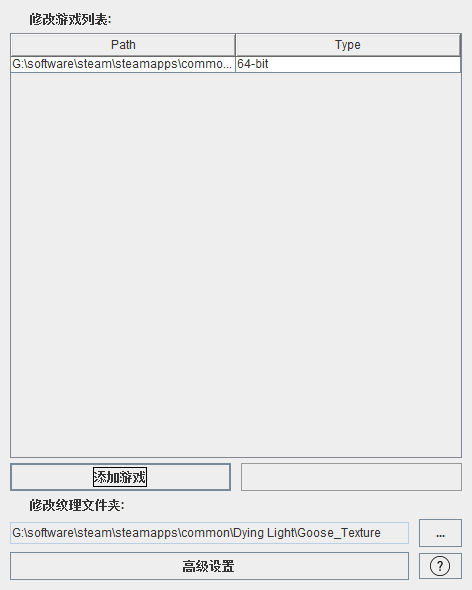 修改游戏列表:
Path Type
G:\software\steam\steamapps\commo... 64-bit
添加游戏
修改纹理文件夹:
G:\software\steam\steamapps\common\Dying Light\Goose_Texture ...
高级设置 ?